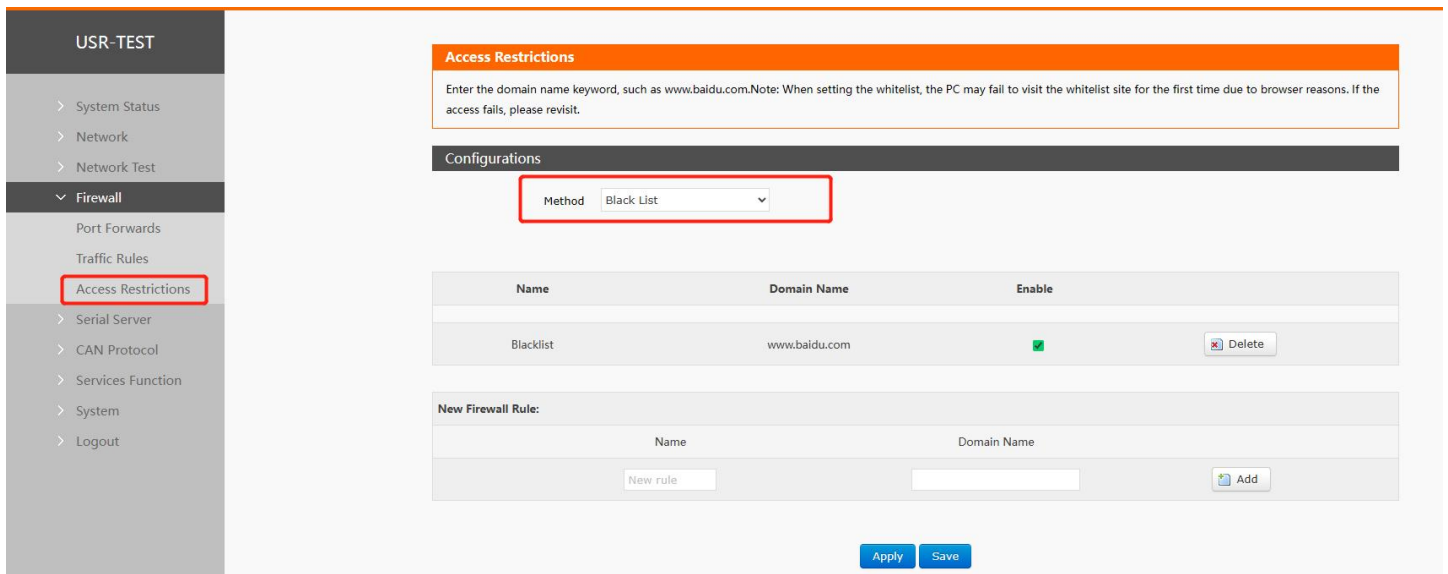 USR-TEST
System Status
Network
Network Test
Firewall
Port Forwards
Traffic Rules
Access Restrictions
Serial Server
CAN Protocol
Services Function
System
Logout
Access Restrictions
Enter the domain name keyword, such as www.baidu.com.Note: When setting the whitelist, the PC may fail to visit the whitelist site for the first time due to browser reasons. If the
access fails, please revisit.
Configurations
Method Black List
Name Domain Name Enable
Blacklist www.baidu.com Delete
New Firewall Rule:
Name Domain Name
New rule Add
Apply Save